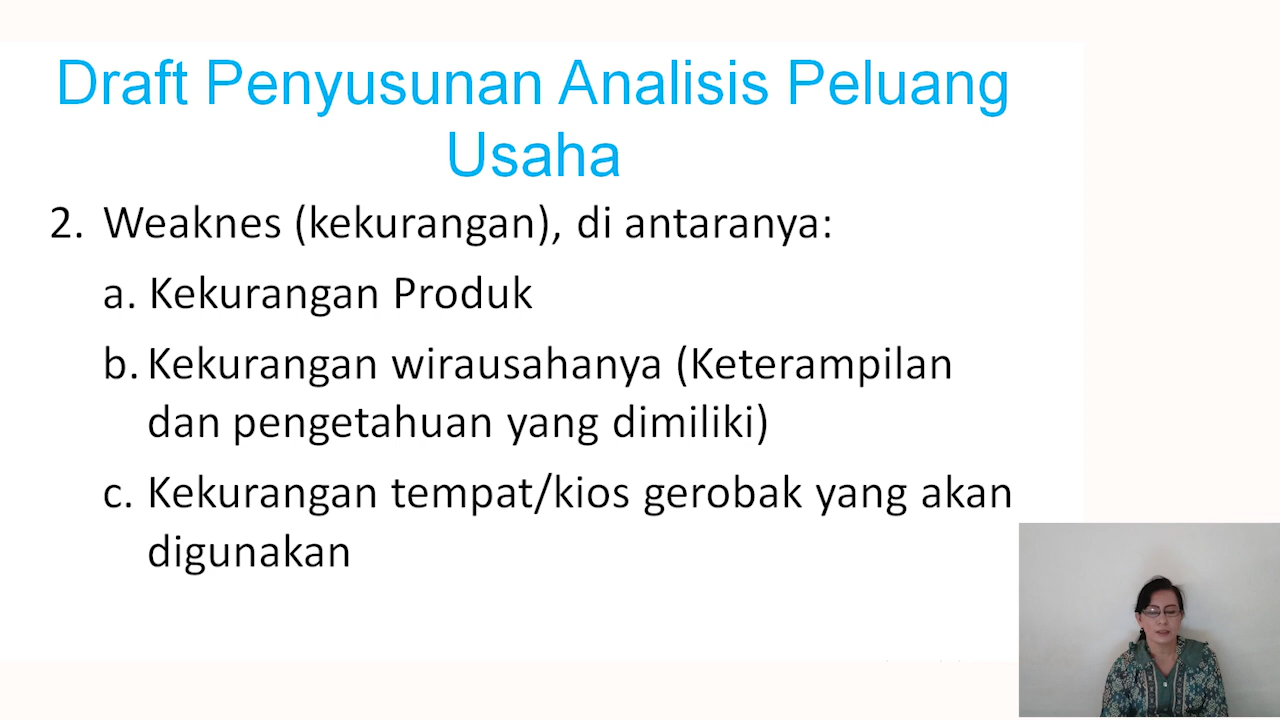 Draft Penyusunan Analisis Peluang
Usaha
2. Weaknes (kekurangan), di antaranya:
a. Kekurangan Produk
b. Kekurangan wirausahanya (Keterampilan
dan pengetahuan yang dimiliki)
c. Kekurangan tempat/kios gerobak yang akan
digunakan